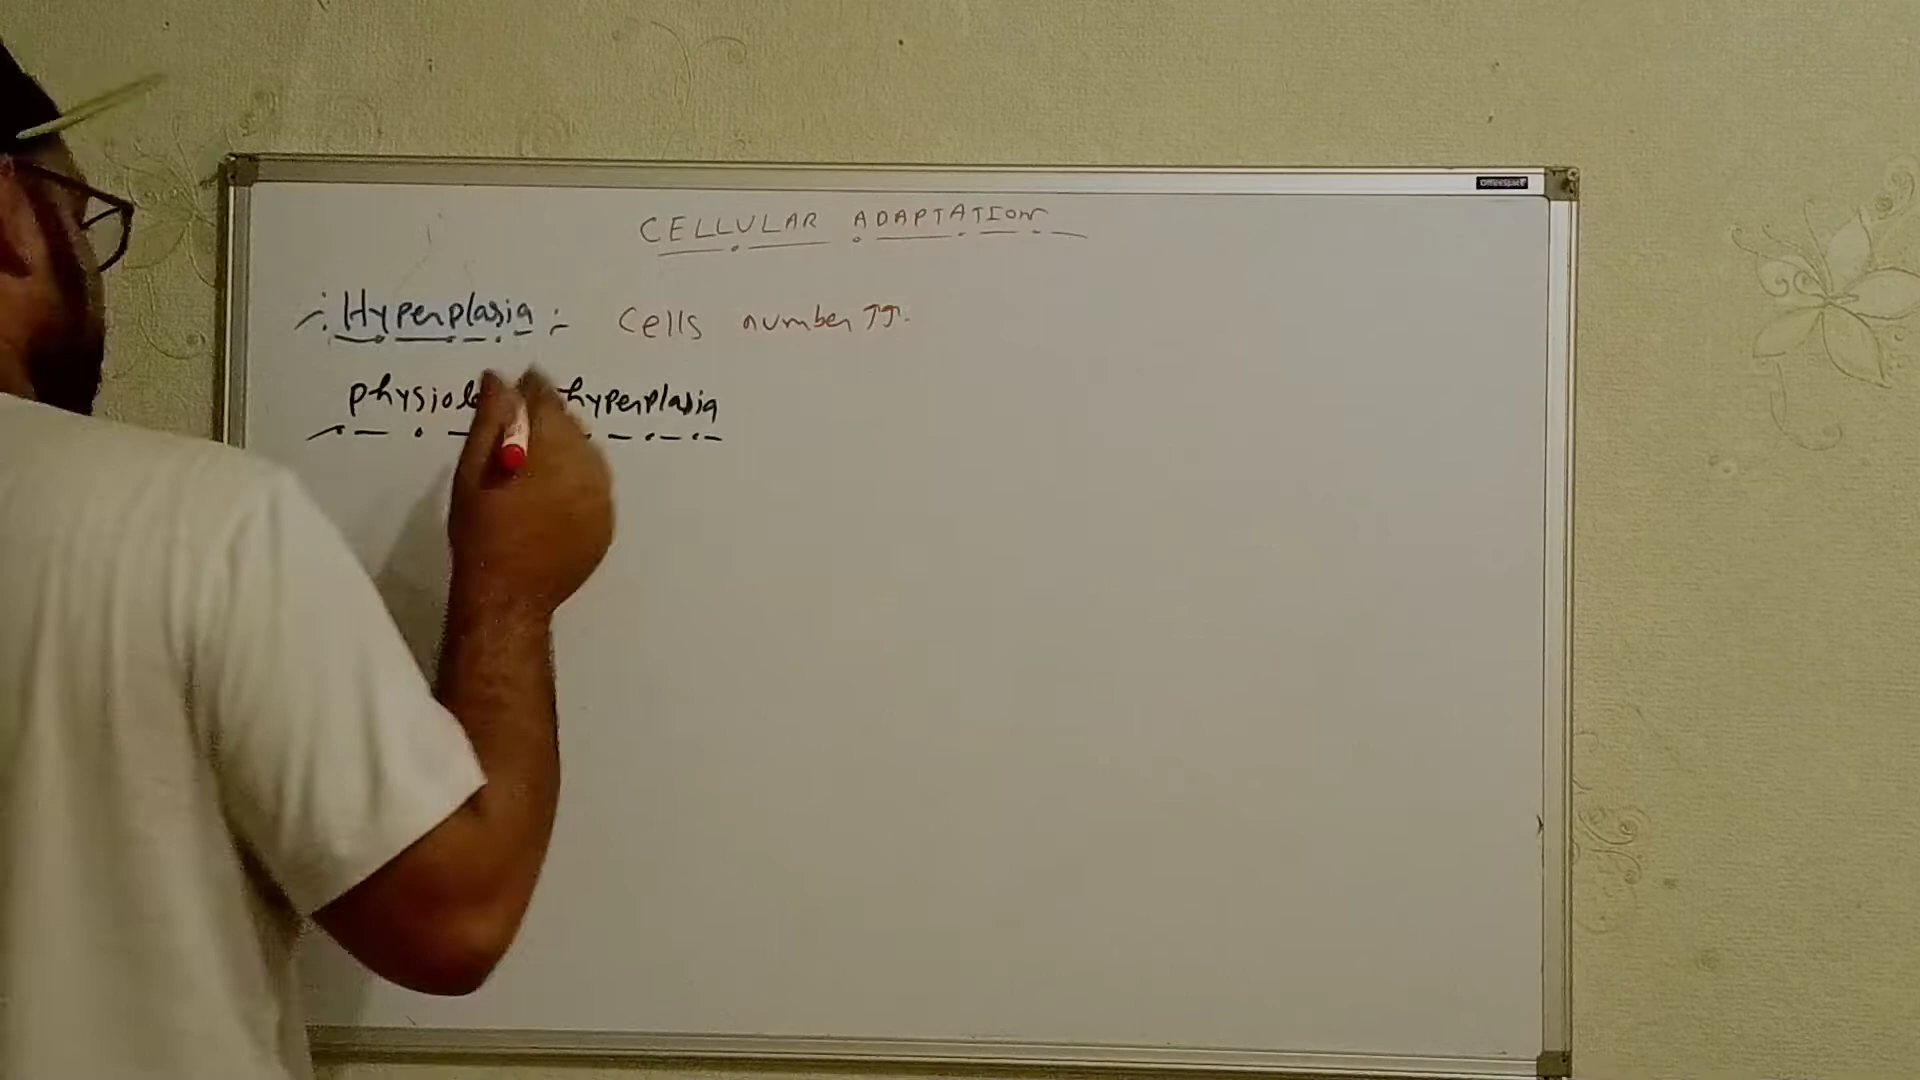 CELLULAR ADAPTATION
Hyperplasia :- Cells number ↑↑.
hyperplasia